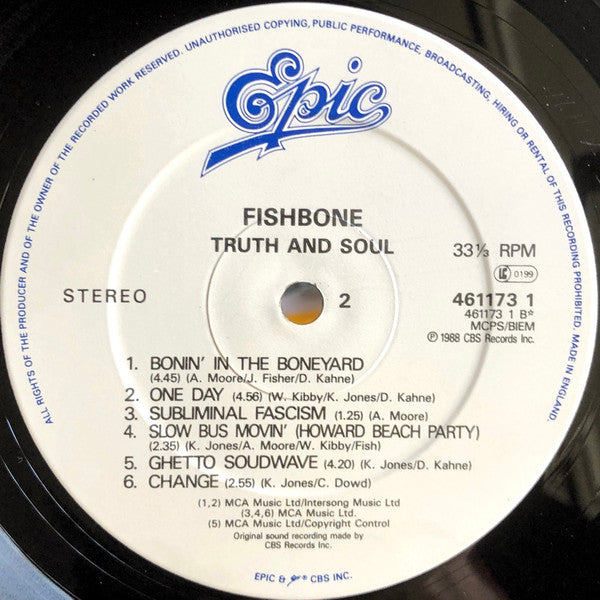 ALL RIGHTS OF THE PRODUCER AND OF THE OWNER OF THE RECORDED WORK RESERVED. UNAUTHORISED COPYING, PUBLIC PERFORMANCE, BROADCASTING, HIRING OR RENTAL OF THIS RECORDING PROHIBITED. MADE IN ENGLAND.
Epic
FISHBONE
TRUTH AND SOUL
33⅓ RPM
LC 0199
STEREO
2
461173 1
461173 1 B*
MCPS/BIEM
℗ 1988 CBS Records Inc.
1. BONIN' IN THE BONEYARD
(4.45) (A. Moore/J. Fisher/D. Kahne)
2. ONE DAY (4.56) (W. Kibby/K. Jones/D. Kahne)
3. SUBLIMINAL FASCISM (1.25) (A. Moore)
4. SLOW BUS MOVIN' (HOWARD BEACH PARTY)
(2.35) (K. Jones/A. Moore/W. Kibby/Fish)
5. GHETTO SOUDWAVE (4.20) (K. Jones/D. Kahne)
6. CHANGE (2.55) (K. Jones/C. Dowd)
(1,2) MCA Music Ltd/Intersong Music Ltd
(3,4,6) MCA Music Ltd.
(5) MCA Music Ltd/Copyright Control
Original sound recording made by
CBS Records Inc.
EPIC & ® CBS INC.